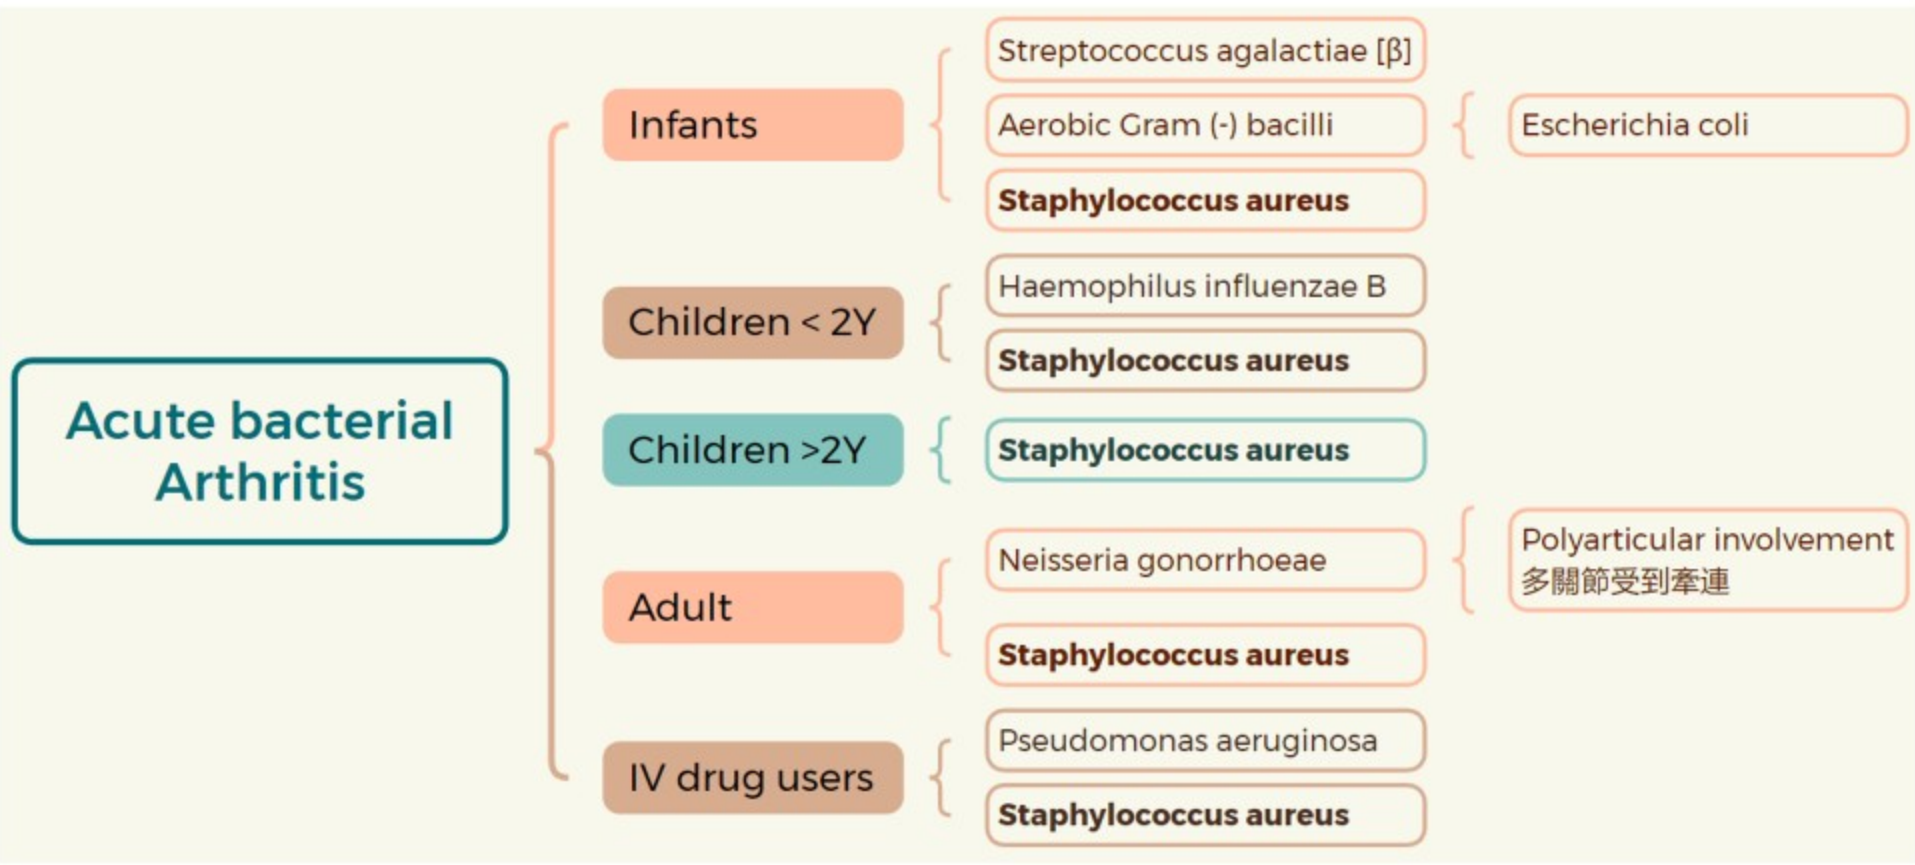 Acute bacterial
Arthritis
Infants
Streptococcus agalactiae [β]
Aerobic Gram (-) bacilli
Escherichia coli
Staphylococcus aureus
Children < 2Y
Haemophilus influenzae B
Staphylococcus aureus
Children >2Y
Staphylococcus aureus
Adult
Neisseria gonorrhoeae
Polyarticular involvement
多關節受到牽連
Staphylococcus aureus
IV drug users
Pseudomonas aeruginosa
Staphylococcus aureus